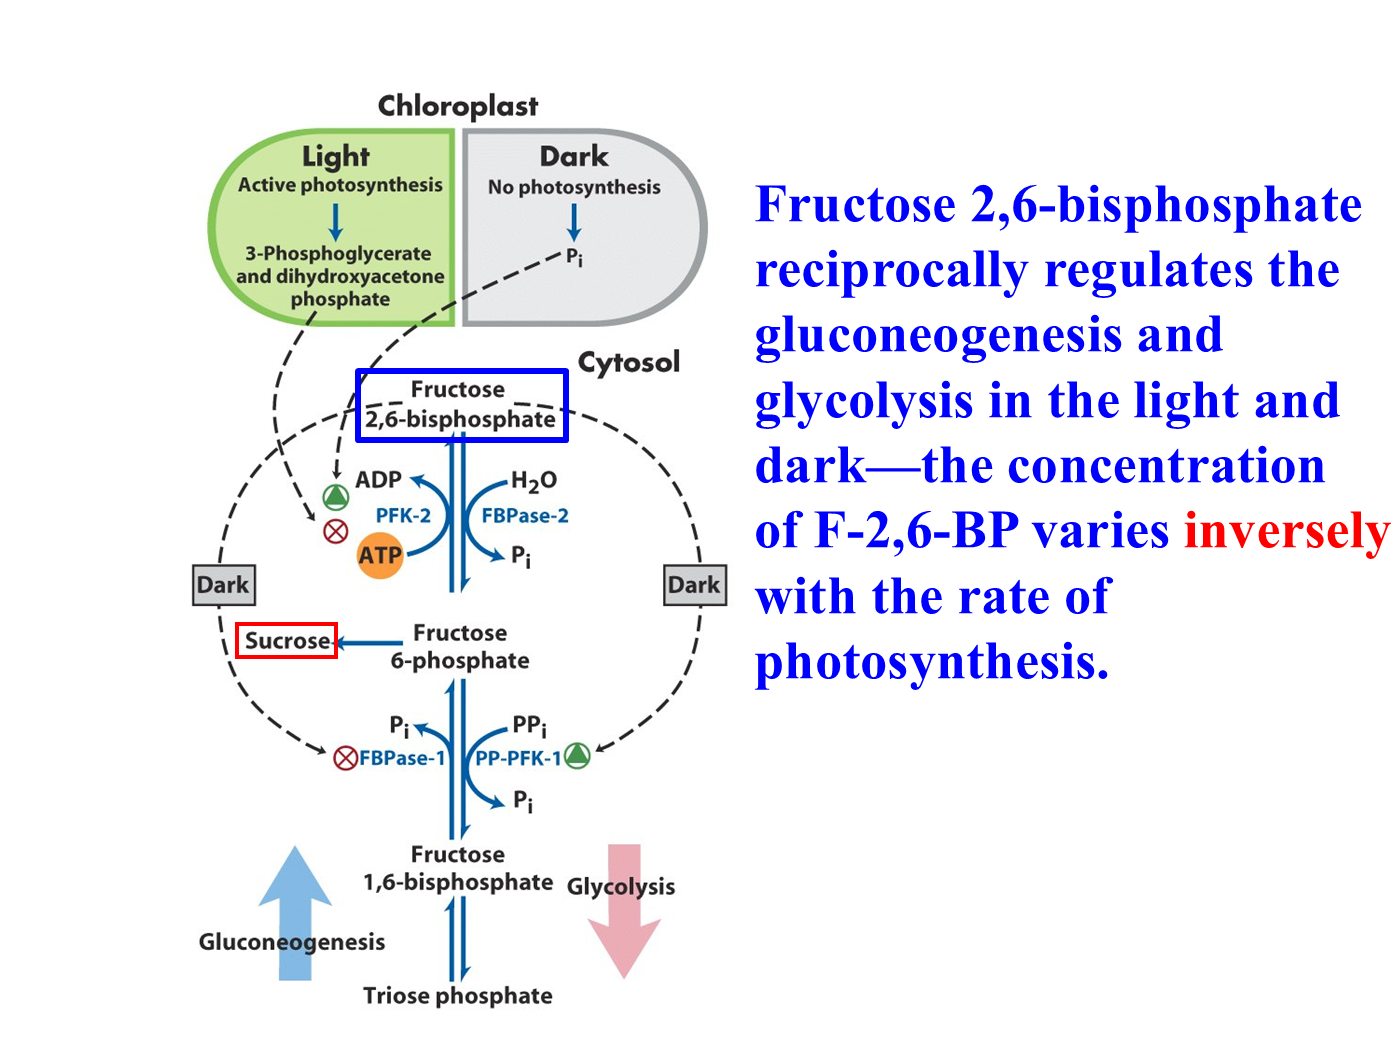 Chloroplast
Light
Active photosynthesis
3-Phosphoglycerate
and dihydroxyacetone
phosphate
Dark
No photosynthesis
Pi
Cytosol
Fructose
2,6-bisphosphate
ADP
H2O
PFK-2
FBPase-2
ATP
Pi
Dark
Dark
Sucrose
Fructose
6-phosphate
Pi
PPi
FBPase-1
PP-PFK-1
Pi
Fructose
1,6-bisphosphate
Glycolysis
Gluconeogenesis
Triose phosphate
Fructose 2,6-bisphosphate
reciprocally regulates the
gluconeogenesis and
glycolysis in the light and
dark—the concentration
of F-2,6-BP varies inversely
with the rate of
photosynthesis.